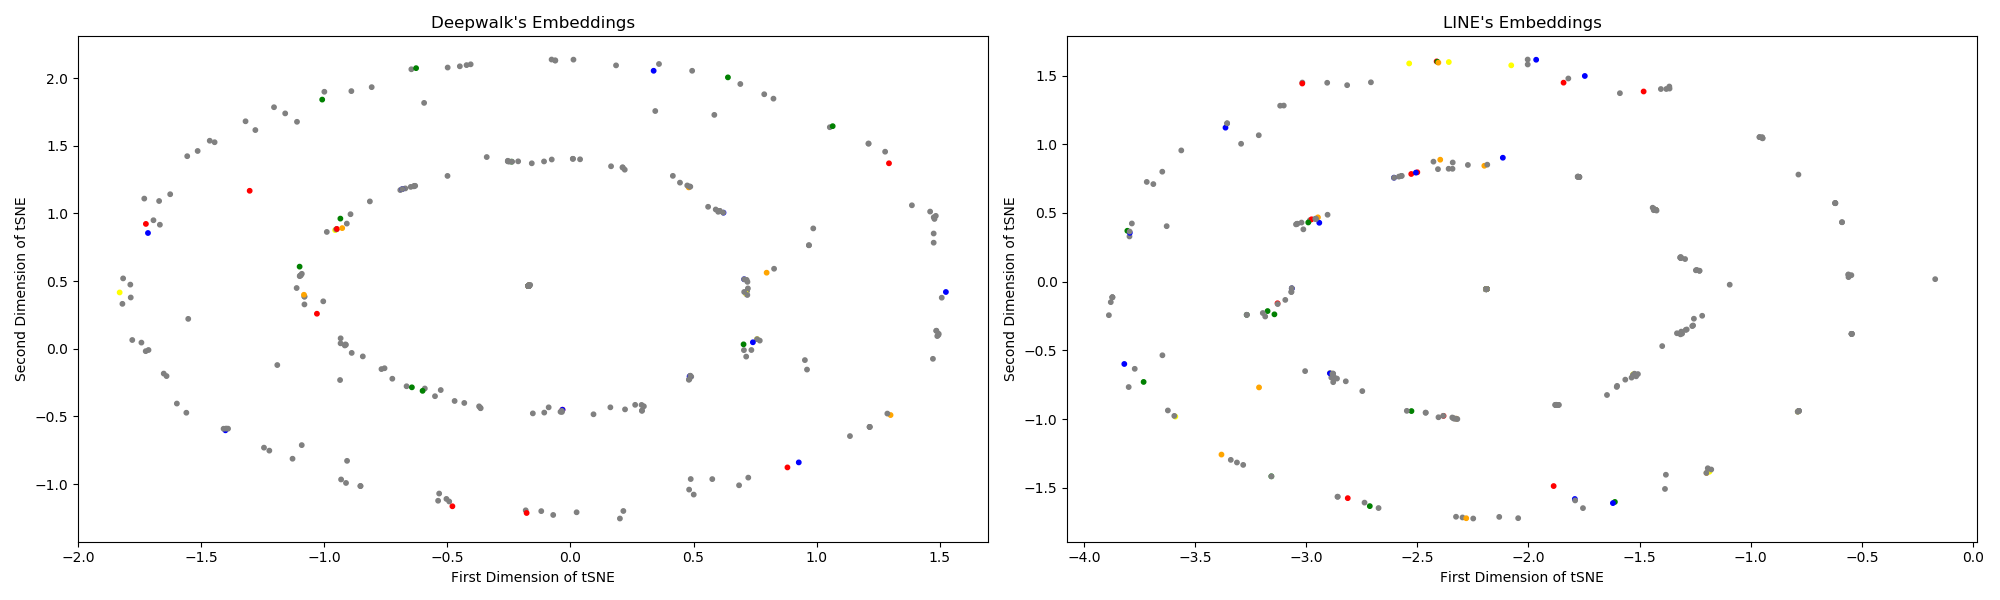 Deepwalk's Embeddings
Second Dimension of tSNE
2.0
1.5
1.0
0.5
0.0
−0.5
−1.0
−2.0 −1.5 −1.0 −0.5 0.0 0.5 1.0 1.5
First Dimension of tSNE
LINE's Embeddings
Second Dimension of tSNE
1.5
1.0
0.5
0.0
−0.5
−1.0
−1.5
−4.0 −3.5 −3.0 −2.5 −2.0 −1.5 −1.0 −0.5 0.0
First Dimension of tSNE